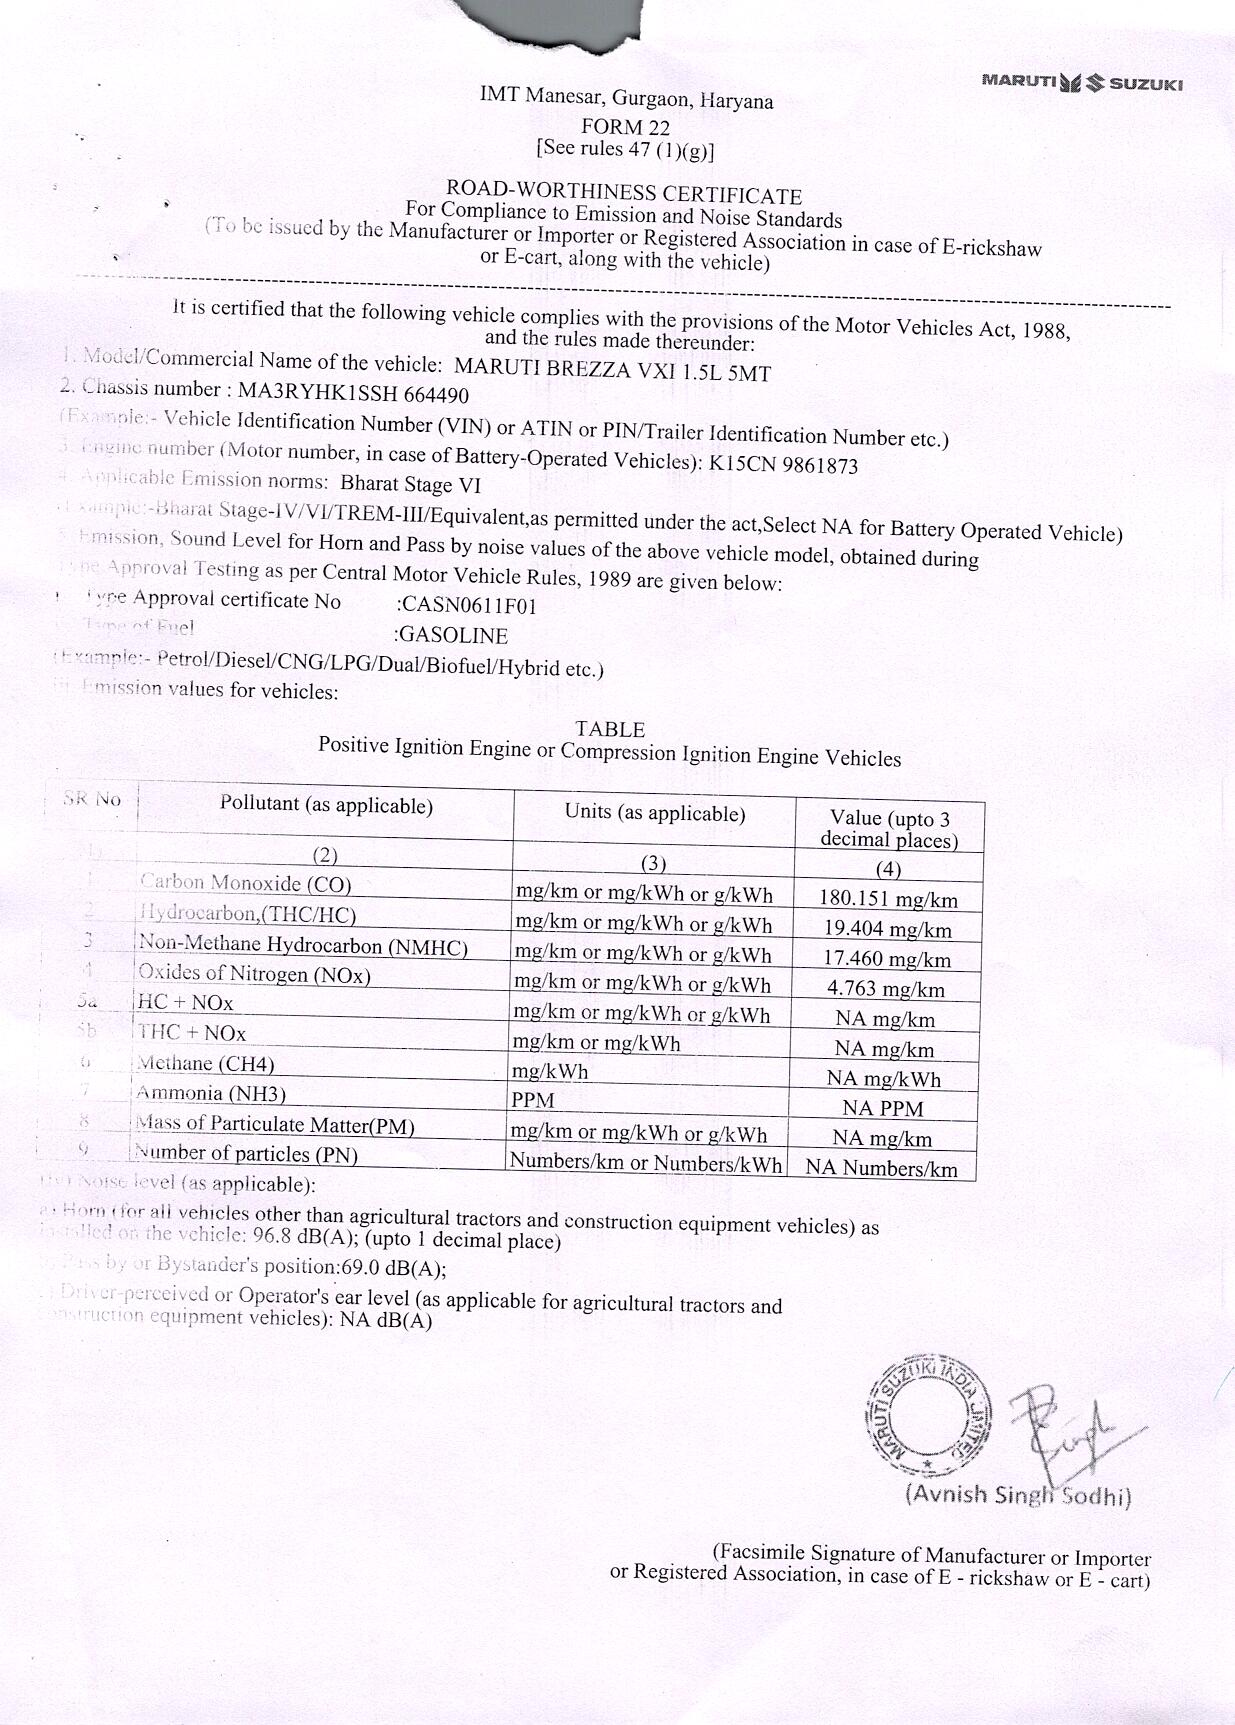 MARUTI SUZUKI
IMT Manesar, Gurgaon, Haryana
FORM 22
[See rules 47 (1)(g)]
ROAD-WORTHINESS CERTIFICATE
For Compliance to Emission and Noise Standards
(To be issued by the Manufacturer or Importer or Registered Association in case of E-rickshaw
or E-cart, along with the vehicle)
It is certified that the following vehicle complies with the provisions of the Motor Vehicles Act, 1988,
and the rules made thereunder:
1. Model/Commercial Name of the vehicle: MARUTI BREZZA VXI 1.5L 5MT
2. Chassis number : MA3RYHK1SSH 664490
(Example:- Vehicle Identification Number (VIN) or ATIN or PIN/Trailer Identification Number etc.)
3. Engine number (Motor number, in case of Battery-Operated Vehicles): K15CN 9861873
4. Applicable Emission norms: Bharat Stage VI
(Example:-Bharat Stage-IV/VI/TREM-III/Equivalent,as permitted under the act,Select NA for Battery Operated Vehicle)
5. Emission, Sound Level for Horn and Pass by noise values of the above vehicle model, obtained during
Type Approval Testing as per Central Motor Vehicle Rules, 1989 are given below:
Type Approval certificate No :CASN0611F01
Type of Fuel :GASOLINE
(Example:- Petrol/Diesel/CNG/LPG/Dual/Biofuel/Hybrid etc.)
iii. Emission values for vehicles:
TABLE
Positive Ignition Engine or Compression Ignition Engine Vehicles
SR No Pollutant (as applicable) Units (as applicable) Value (upto 3 decimal places)
(1) (2) (3) (4)
1 Carbon Monoxide (CO) mg/km or mg/kWh or g/kWh 180.151 mg/km
2 Hydrocarbon,(THC/HC) mg/km or mg/kWh or g/kWh 19.404 mg/km
3 Non-Methane Hydrocarbon (NMHC) mg/km or mg/kWh or g/kWh 17.460 mg/km
4 Oxides of Nitrogen (NOx) mg/km or mg/kWh or g/kWh 4.763 mg/km
5a HC + NOx mg/km or mg/kWh or g/kWh NA mg/km
5b THC + NOx mg/km or mg/kWh NA mg/km
6 Methane (CH4) mg/kWh NA mg/kWh
7 Ammonia (NH3) PPM NA PPM
8 Mass of Particulate Matter(PM) mg/km or mg/kWh or g/kWh NA mg/km
9 Number of particles (PN) Numbers/km or Numbers/kWh NA Numbers/km
(iv) Noise level (as applicable):
a) Horn (for all vehicles other than agricultural tractors and construction equipment vehicles) as
installed on the vehicle: 96.8 dB(A); (upto 1 decimal place)
Pass by or Bystander's position:69.0 dB(A);
Driver-perceived or Operator's ear level (as applicable for agricultural tractors and
construction equipment vehicles): NA dB(A)
MARUTI SUZUKI INDIA LIMITED
(Avnish Singh Sodhi)
(Facsimile Signature of Manufacturer or Importer
or Registered Association, in case of E - rickshaw or E - cart)